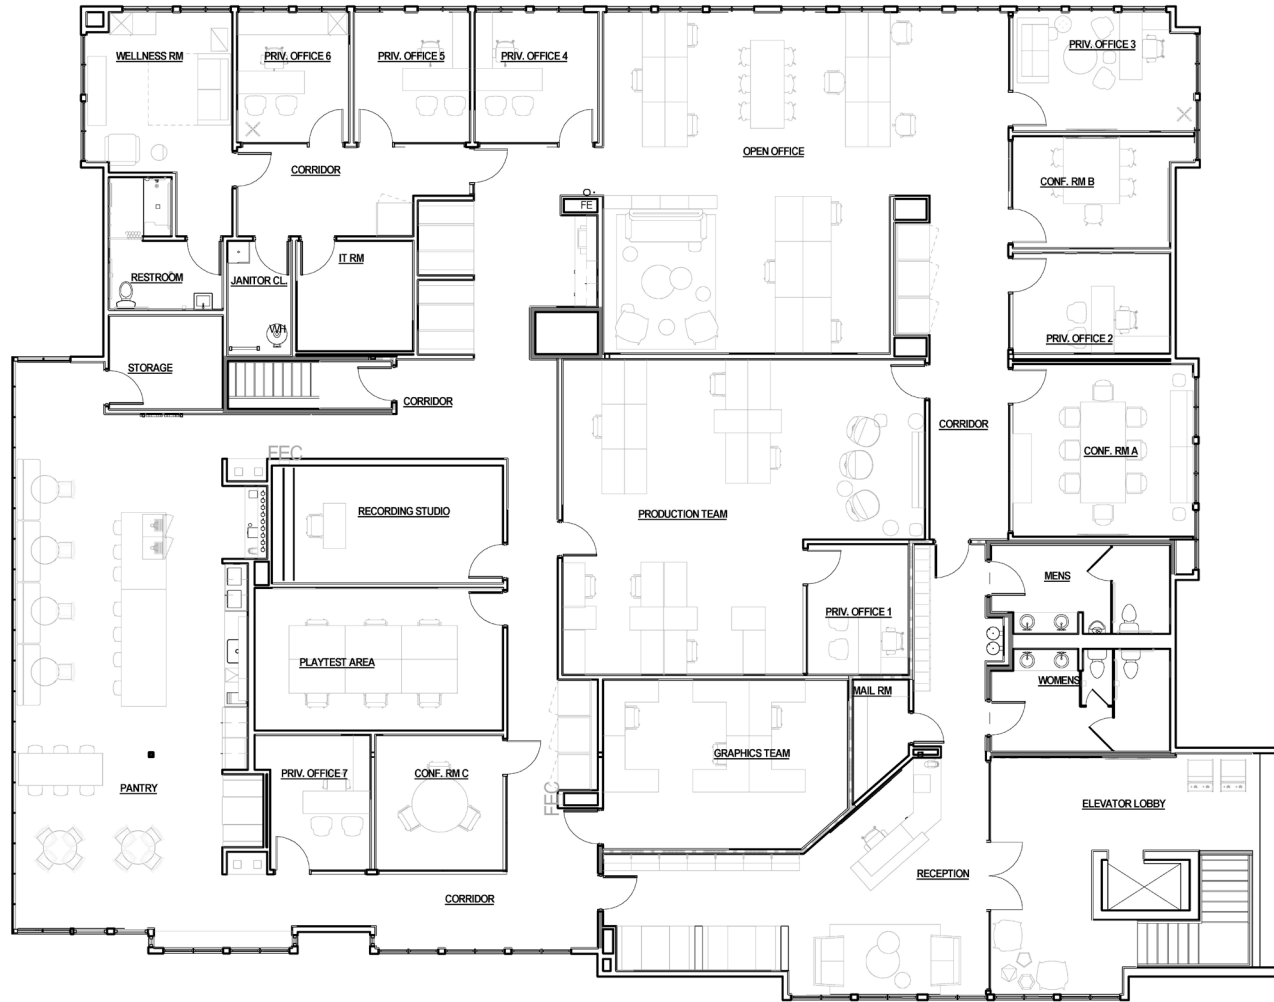 WELLNESS RM
PRIV. OFFICE 6
PRIV. OFFICE 5
PRIV. OFFICE 4
PRIV. OFFICE 3
OPEN OFFICE
CORRIDOR
CONF. RM B
FE
IT RM
RESTROOM
JANITOR CL.
WH
PRIV. OFFICE 2
STORAGE
CORRIDOR
CORRIDOR
FEC
CONF. RM A
RECORDING STUDIO
PRODUCTION TEAM
MENS
PRIV. OFFICE 1
PLAYTEST AREA
WOMENS
MAIL RM
GRAPHICS TEAM
PRIV. OFFICE 7
CONF. RM C
PANTRY
FEC
ELEVATOR LOBBY
RECEPTION
CORRIDOR